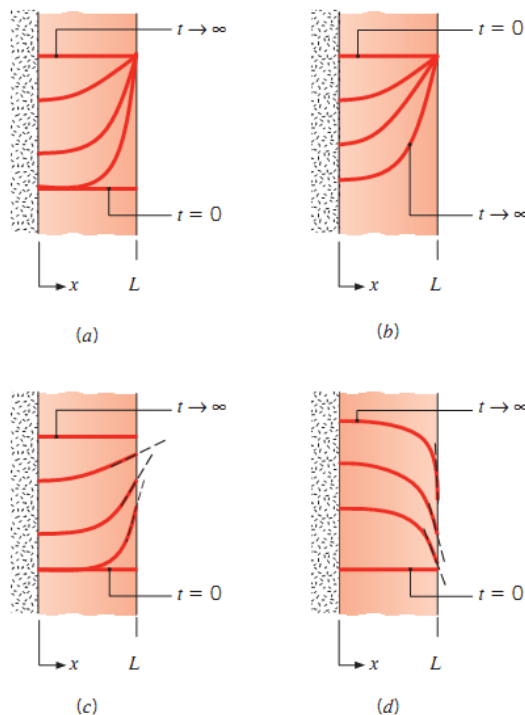 t → ∞
t = 0
x
L
(a)
t = 0
t → ∞
x
L
(b)
t → ∞
t = 0
x
L
(c)
t → ∞
t = 0
x
L
(d)